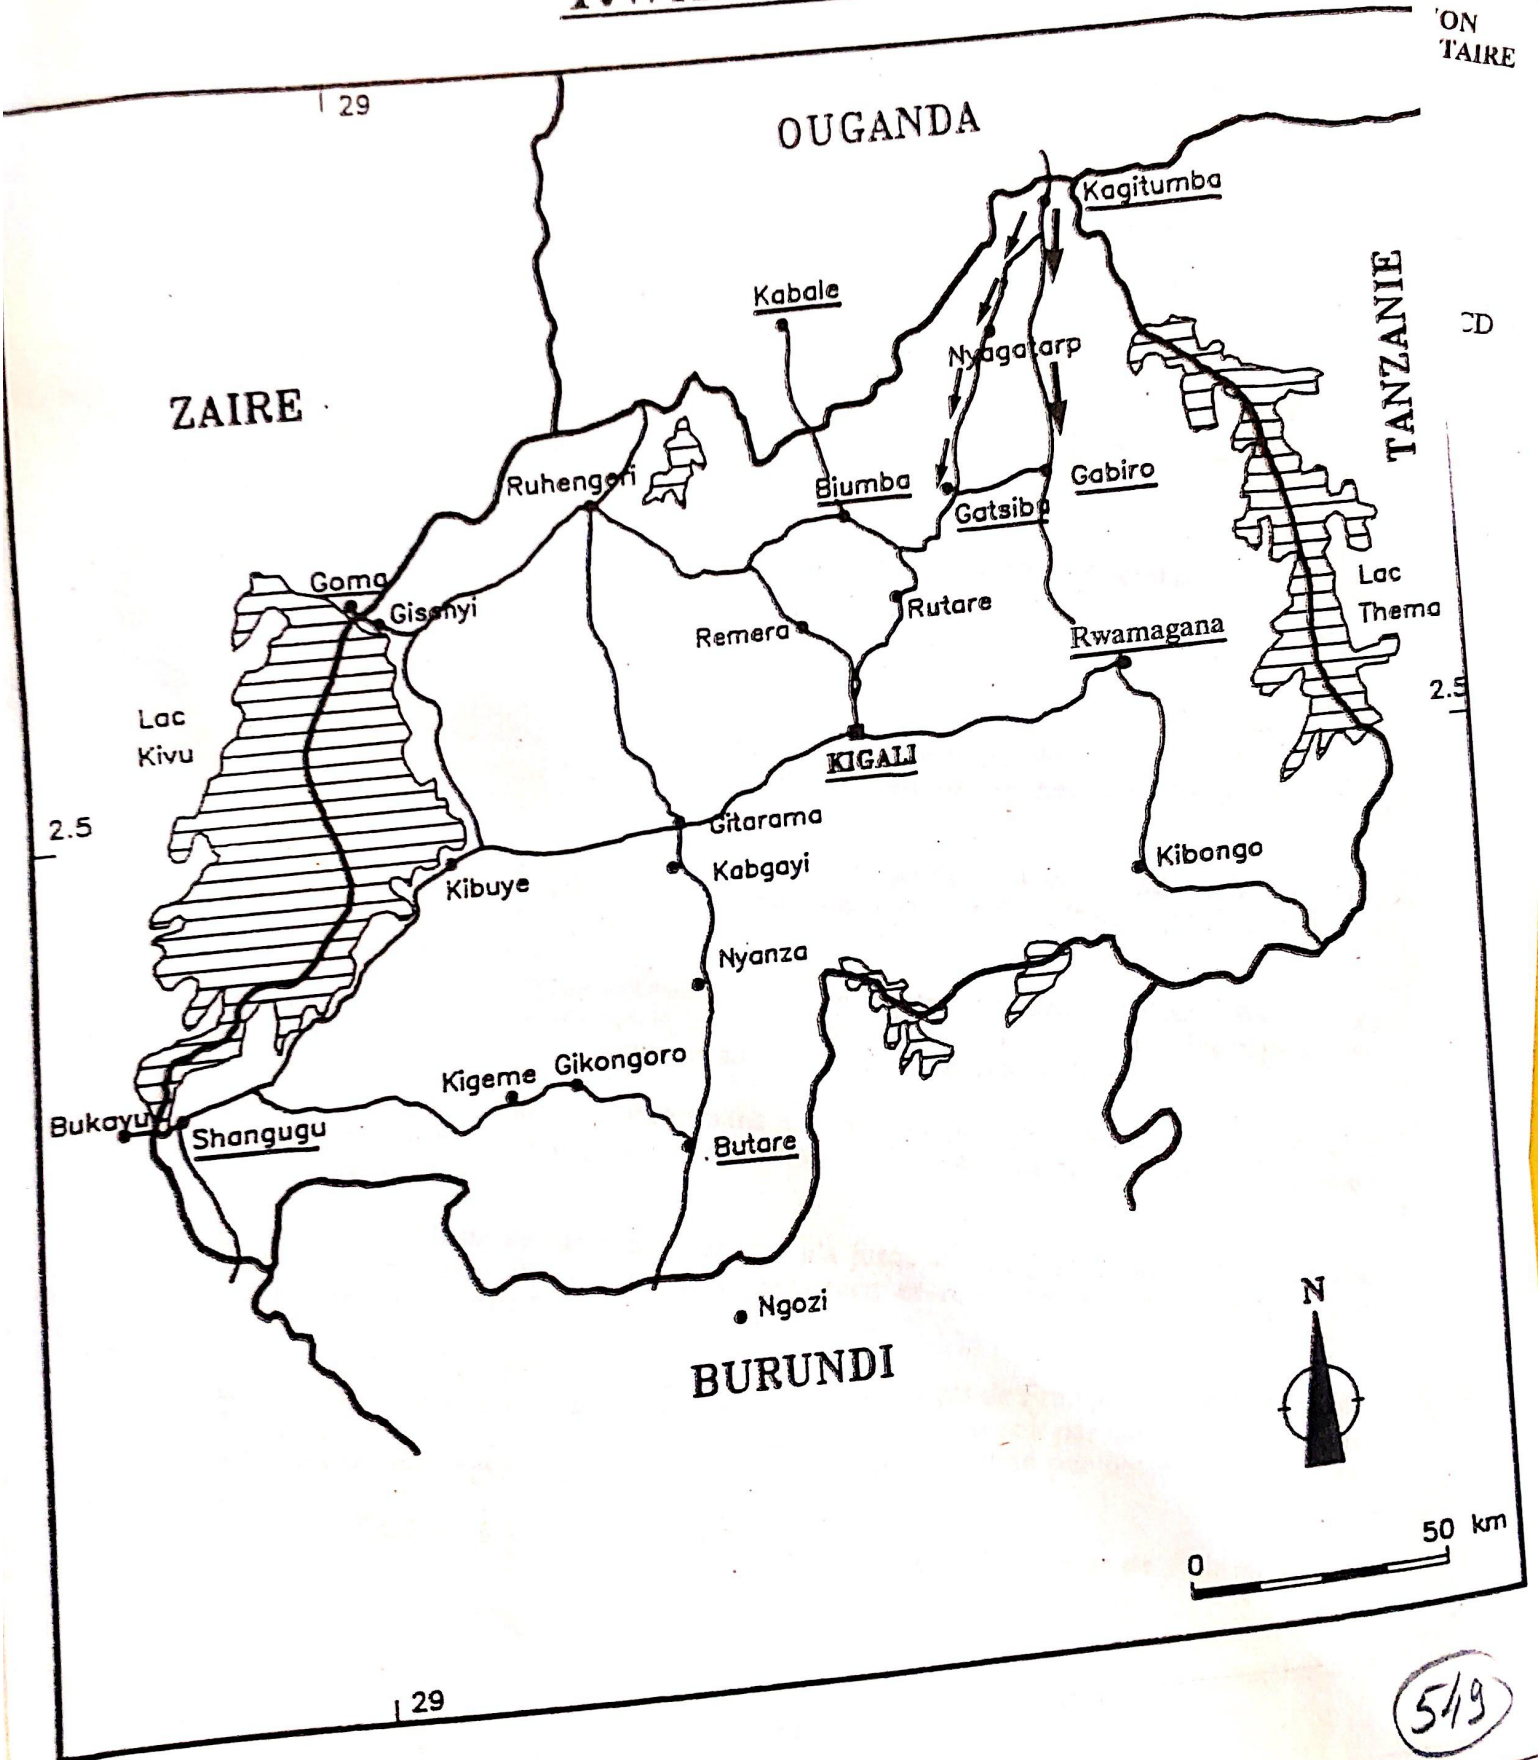 'ON
TAIRE
29
OUGANDA
Kagitumba
TANZANIE
Kabale
Nyagatarp
ZAIRE
Ruhengeri
Biumba
Gabiro
Gatsibo
Goma
Gisenyi
Lac
Thema
Rutare
Remera
Rwamagana
2.5
Lac
Kivu
KIGALI
2.5
Gitarama
Kabgayi
Kibongo
Kibuye
Nyanza
Kigeme
Gikongoro
Bukavu
Shangugu
Butare
Ngozi
BURUNDI
N
0
50 km
29
549